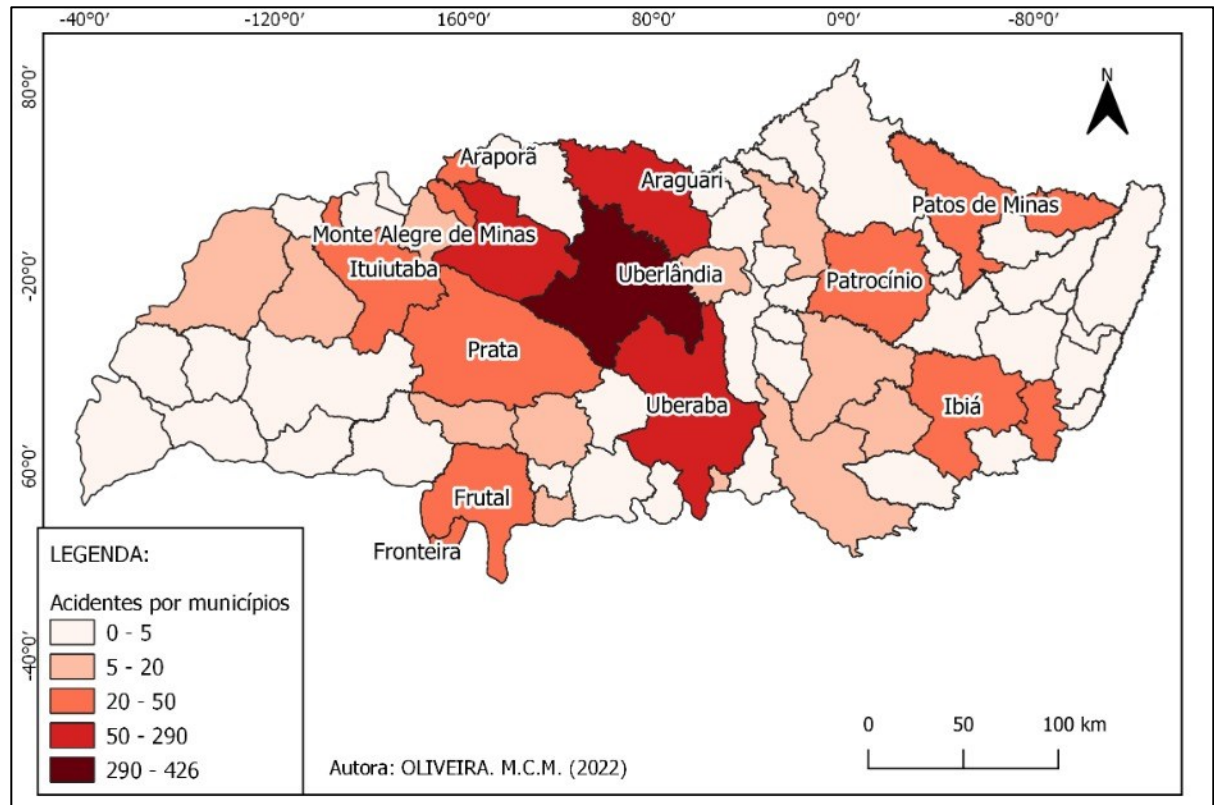 -40°0′ -120°0′ 160°0′ 80°0′ 0°0′ -80°0′
80°0′
N
Araporã
Araguari
Patos de Minas
Monte Alegre de Minas
Ituiutaba
Uberlândia
Patrocínio
-20°0′
Prata
Uberaba
Ibiá
60°0′
Frutal
Fronteira
-40°0′
LEGENDA:
Acidentes por municípios
0 - 5
5 - 20
20 - 50
50 - 290
290 - 426
0 50 100 km
Autora: OLIVEIRA. M.C.M. (2022)